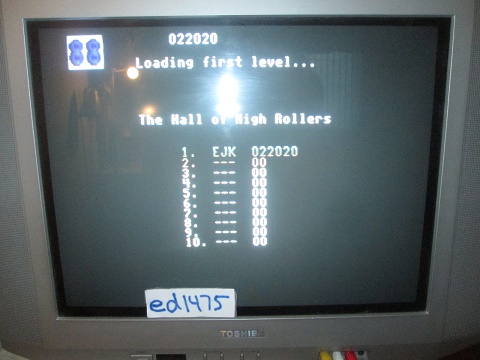 022020
Loading first level...
The Hall of High Rollers
1. EJK 022020
2. --- 00
3. --- 00
4. --- 00
5. --- 00
6. --- 00
7. --- 00
8. --- 00
9. --- 00
10. --- 00
ed1475
TOSHIBA